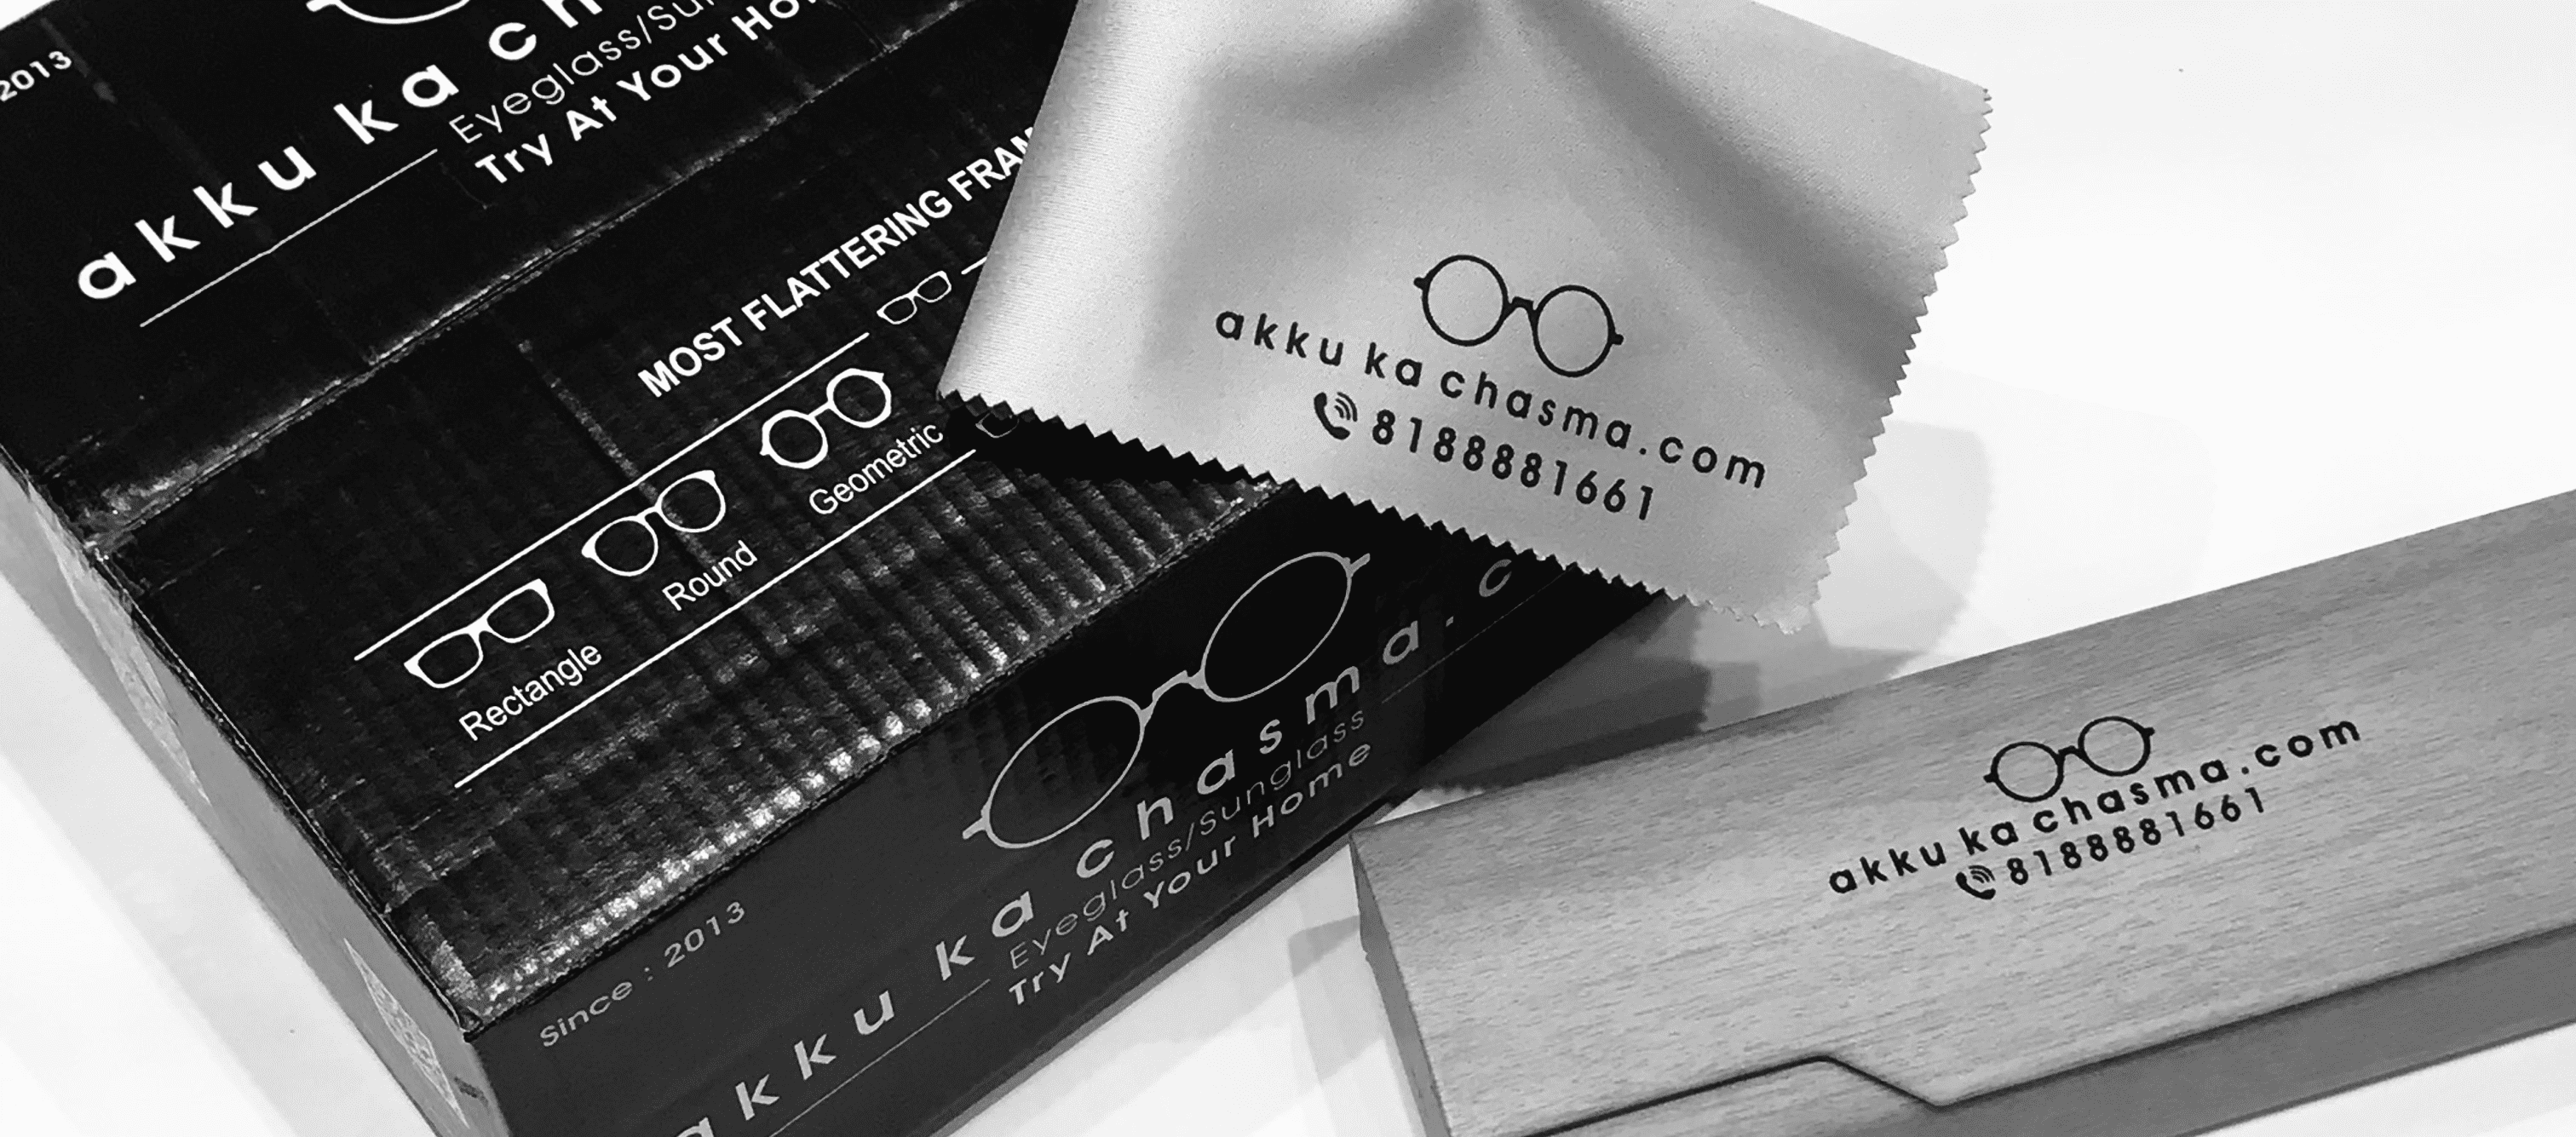 2013
akku ka ch
Eyeglass/Su
Try At Your Ho
MOST FLATTERING FRA
Rectangle
Round
Geometric
akku ka chasma.com
8188881661
Since : 2013
akku ka chasma.c
Eyeglass/Sunglass
Try At Your Home
akku ka chasma.com
8188881661